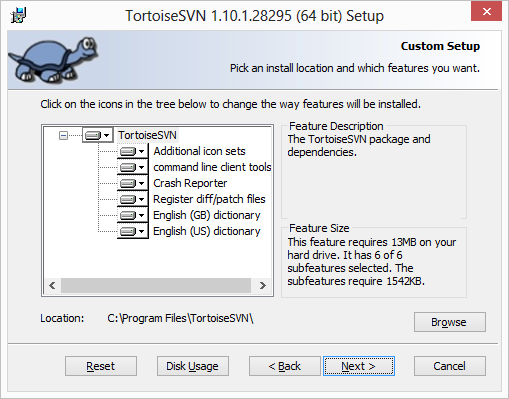 TortoiseSVN 1.10.1.28295 (64 bit) Setup
Custom Setup
Pick an install location and which features you want.
Click on the icons in the tree below to change the way features will be installed.
TortoiseSVN
Additional icon sets
command line client tools
Crash Reporter
Register diff/patch files
English (GB) dictionary
English (US) dictionary
Feature Description
The TortoiseSVN package and
dependencies.
Feature Size
This feature requires 13MB on your
hard drive. It has 6 of 6
subfeatures selected. The
subfeatures require 1542KB.
Location: C:\Program Files\TortoiseSVN\
Browse
Reset Disk Usage < Back Next > Cancel